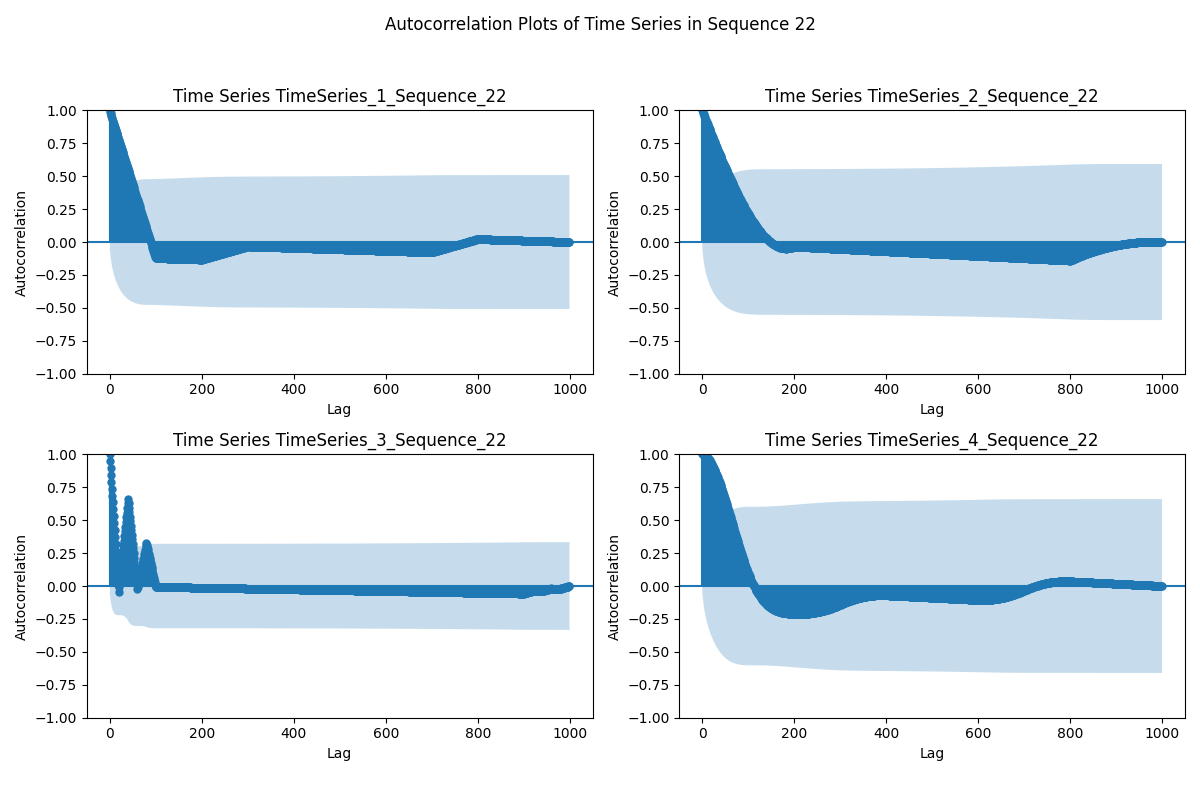 Autocorrelation Plots of Time Series in Sequence 22
Time Series TimeSeries_1_Sequence_22
1.00
0.75
0.50
0.25
0.00
−0.25
−0.50
−0.75
−1.00
Autocorrelation
0 200 400 600 800 1000
Lag
Time Series TimeSeries_2_Sequence_22
1.00
0.75
0.50
0.25
0.00
−0.25
−0.50
−0.75
−1.00
Autocorrelation
0 200 400 600 800 1000
Lag
Time Series TimeSeries_3_Sequence_22
1.00
0.75
0.50
0.25
0.00
−0.25
−0.50
−0.75
−1.00
Autocorrelation
0 200 400 600 800 1000
Lag
Time Series TimeSeries_4_Sequence_22
1.00
0.75
0.50
0.25
0.00
−0.25
−0.50
−0.75
−1.00
Autocorrelation
0 200 400 600 800 1000
Lag